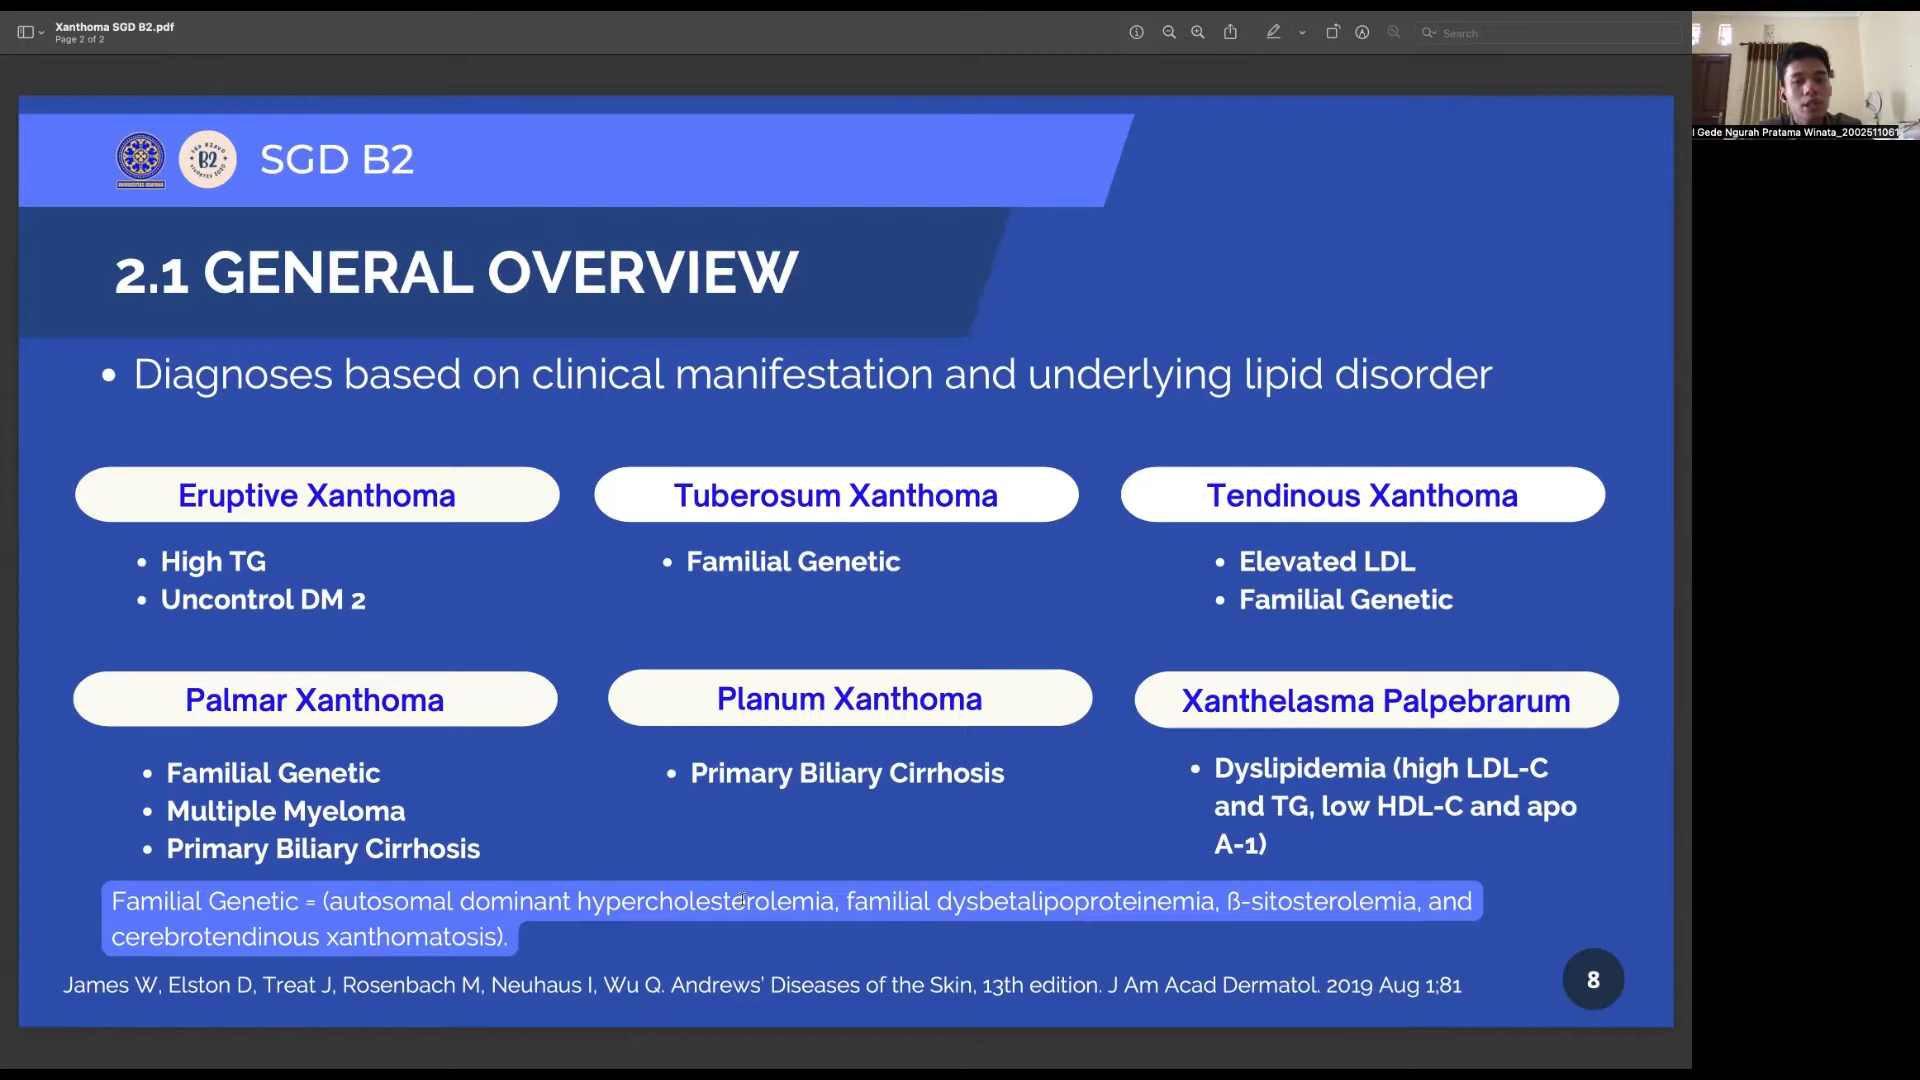 Xanthoma SGD B2.pdf
Page 2 of 2
Search
I Gede Ngurah Pratama Winata_2002511061
B2
UNIVERSITAS UDAYANA
SGD B2
2.1 GENERAL OVERVIEW
• Diagnoses based on clinical manifestation and underlying lipid disorder
Eruptive Xanthoma
• High TG
• Uncontrol DM 2
Tuberosum Xanthoma
• Familial Genetic
Tendinous Xanthoma
• Elevated LDL
• Familial Genetic
Palmar Xanthoma
• Familial Genetic
• Multiple Myeloma
• Primary Biliary Cirrhosis
Planum Xanthoma
• Primary Biliary Cirrhosis
Xanthelasma Palpebrarum
• Dyslipidemia (high LDL-C
and TG, low HDL-C and apo
A-1)
Familial Genetic = (autosomal dominant hypercholesterolemia, familial dysbetalipoproteinemia, ß-sitosterolemia, and
cerebrotendinous xanthomatosis).
James W, Elston D, Treat J, Rosenbach M, Neuhaus I, Wu Q. Andrews’ Diseases of the Skin, 13th edition. J Am Acad Dermatol. 2019 Aug 1;81
8